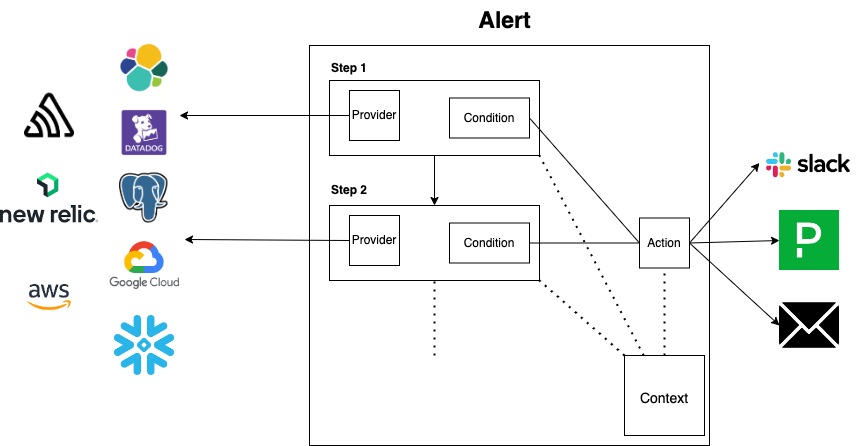 Alert
Step 1
Provider
Condition
DATADOG
Step 2
Provider
Condition
new relic.
Google Cloud
aws
Action
slack
P
Context